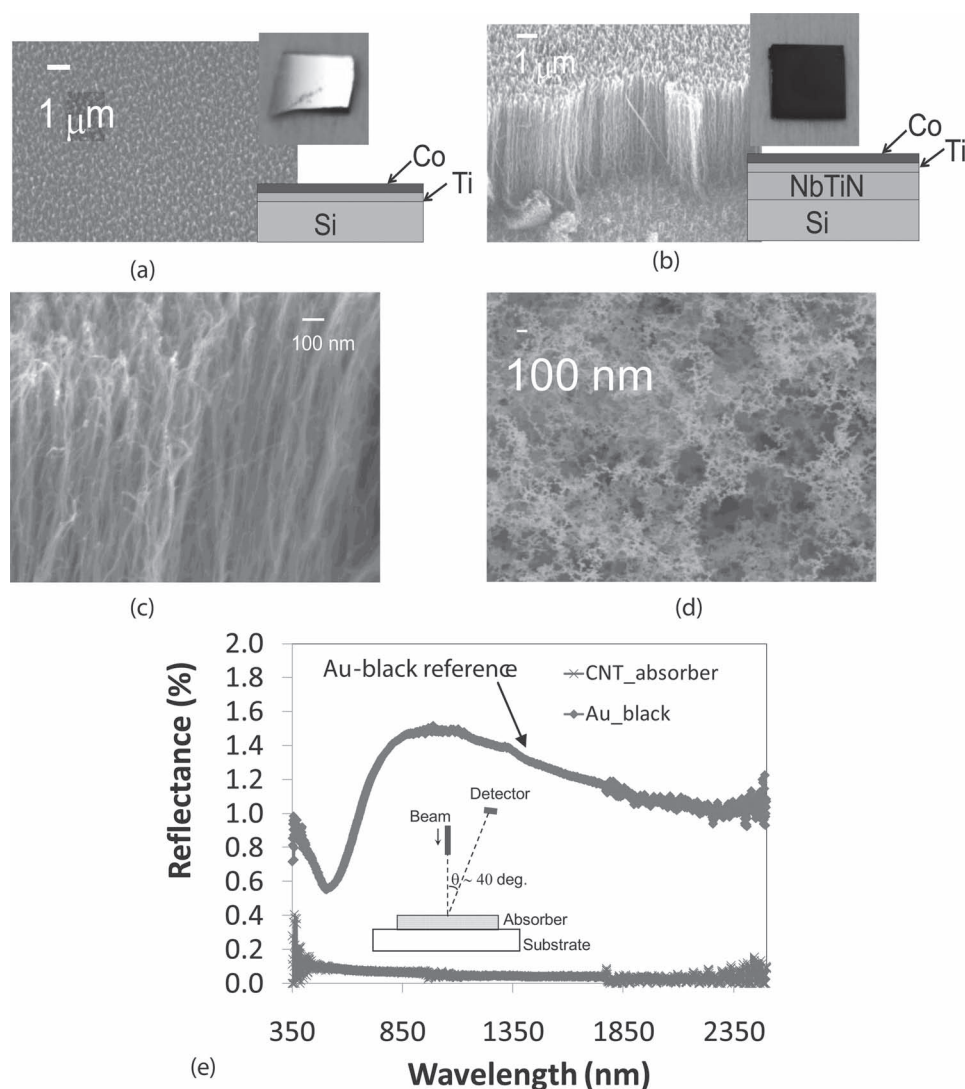 1 μm
Co
Ti
Si
(a)
1 μm
Co
Ti
NbTiN
Si
(b)
100 nm
(c)
100 nm
(d)
2.0
1.8
1.6
1.4
1.2
1.0
0.8
0.6
0.4
0.2
0.0
Reflectance (%)
Au-black reference
CNT_absorber
Au_black
Detector
Beam
θ ~ 40 deg.
Absorber
Substrate
350 850 1350 1850 2350
Wavelength (nm)
(e)